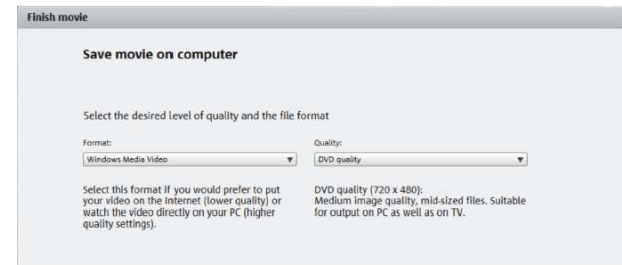 Finish movie
Save movie on computer
Select the desired level of quality and the file format
Format:
Quality:
Windows Media Video
DVD quality
Select this format if you would prefer to put
your video on the Internet (lower quality) or
watch the video directly on your PC (higher
quality settings).
DVD quality (720 x 480):
Medium image quality, mid-sized files. Suitable
for output on PC as well as on TV.